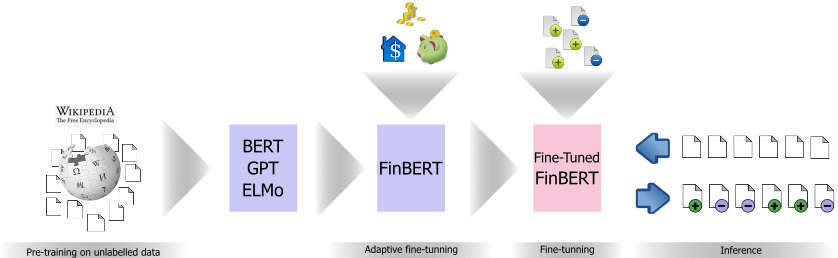 WIKIPEDIA
The Free Encyclopedia
Ω
W
И
7
BERT
GPT
ELMo
$
FinBERT
Fine-Tuned
FinBERT
Pre-training on unlabelled data
Adaptive fine-tunning
Fine-tunning
Inference